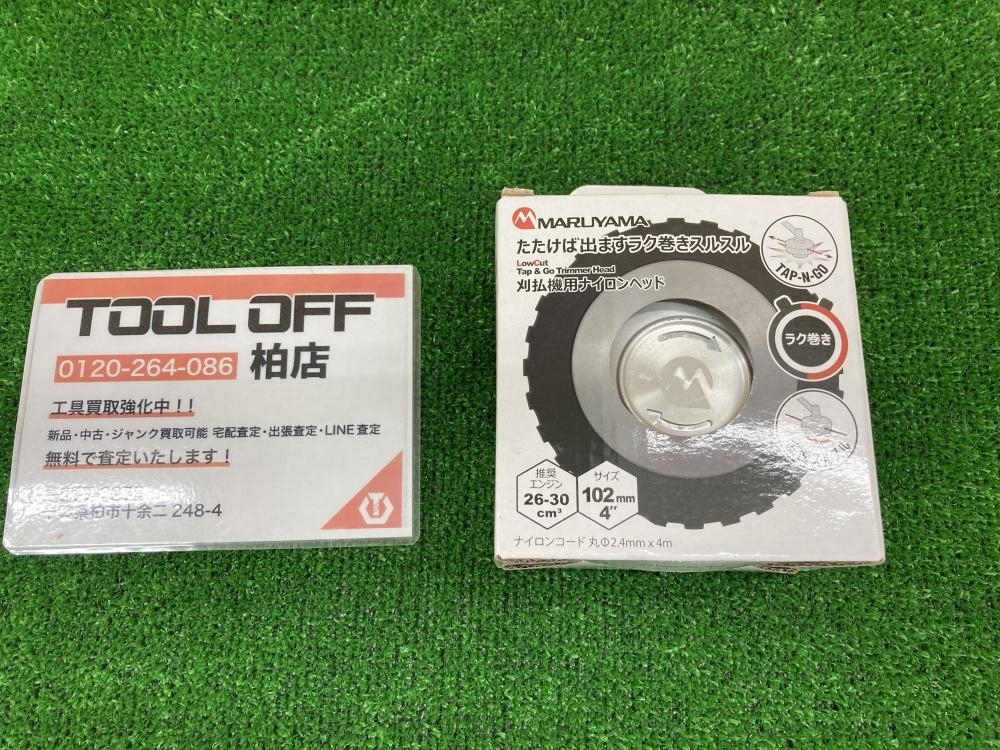 TOOL OFF
0120-264-086 柏店
工具買取強化中!!
新品・中古・ジャンク買取可能 宅配査定・出張査定・LINE査定
無料で査定いたします!
柏市十余二 248-4
MARUYAMA
たたけば出ますラク巻きスルスル
LowCut
Tap & Go Trimmer Head
刈払機用ナイロンヘッド
TAP-N-GO
ラク巻き
推奨
エンジン
26-30
cm³
サイズ
102mm
4"
ナイロンコード 丸Φ2.4mm x 4m